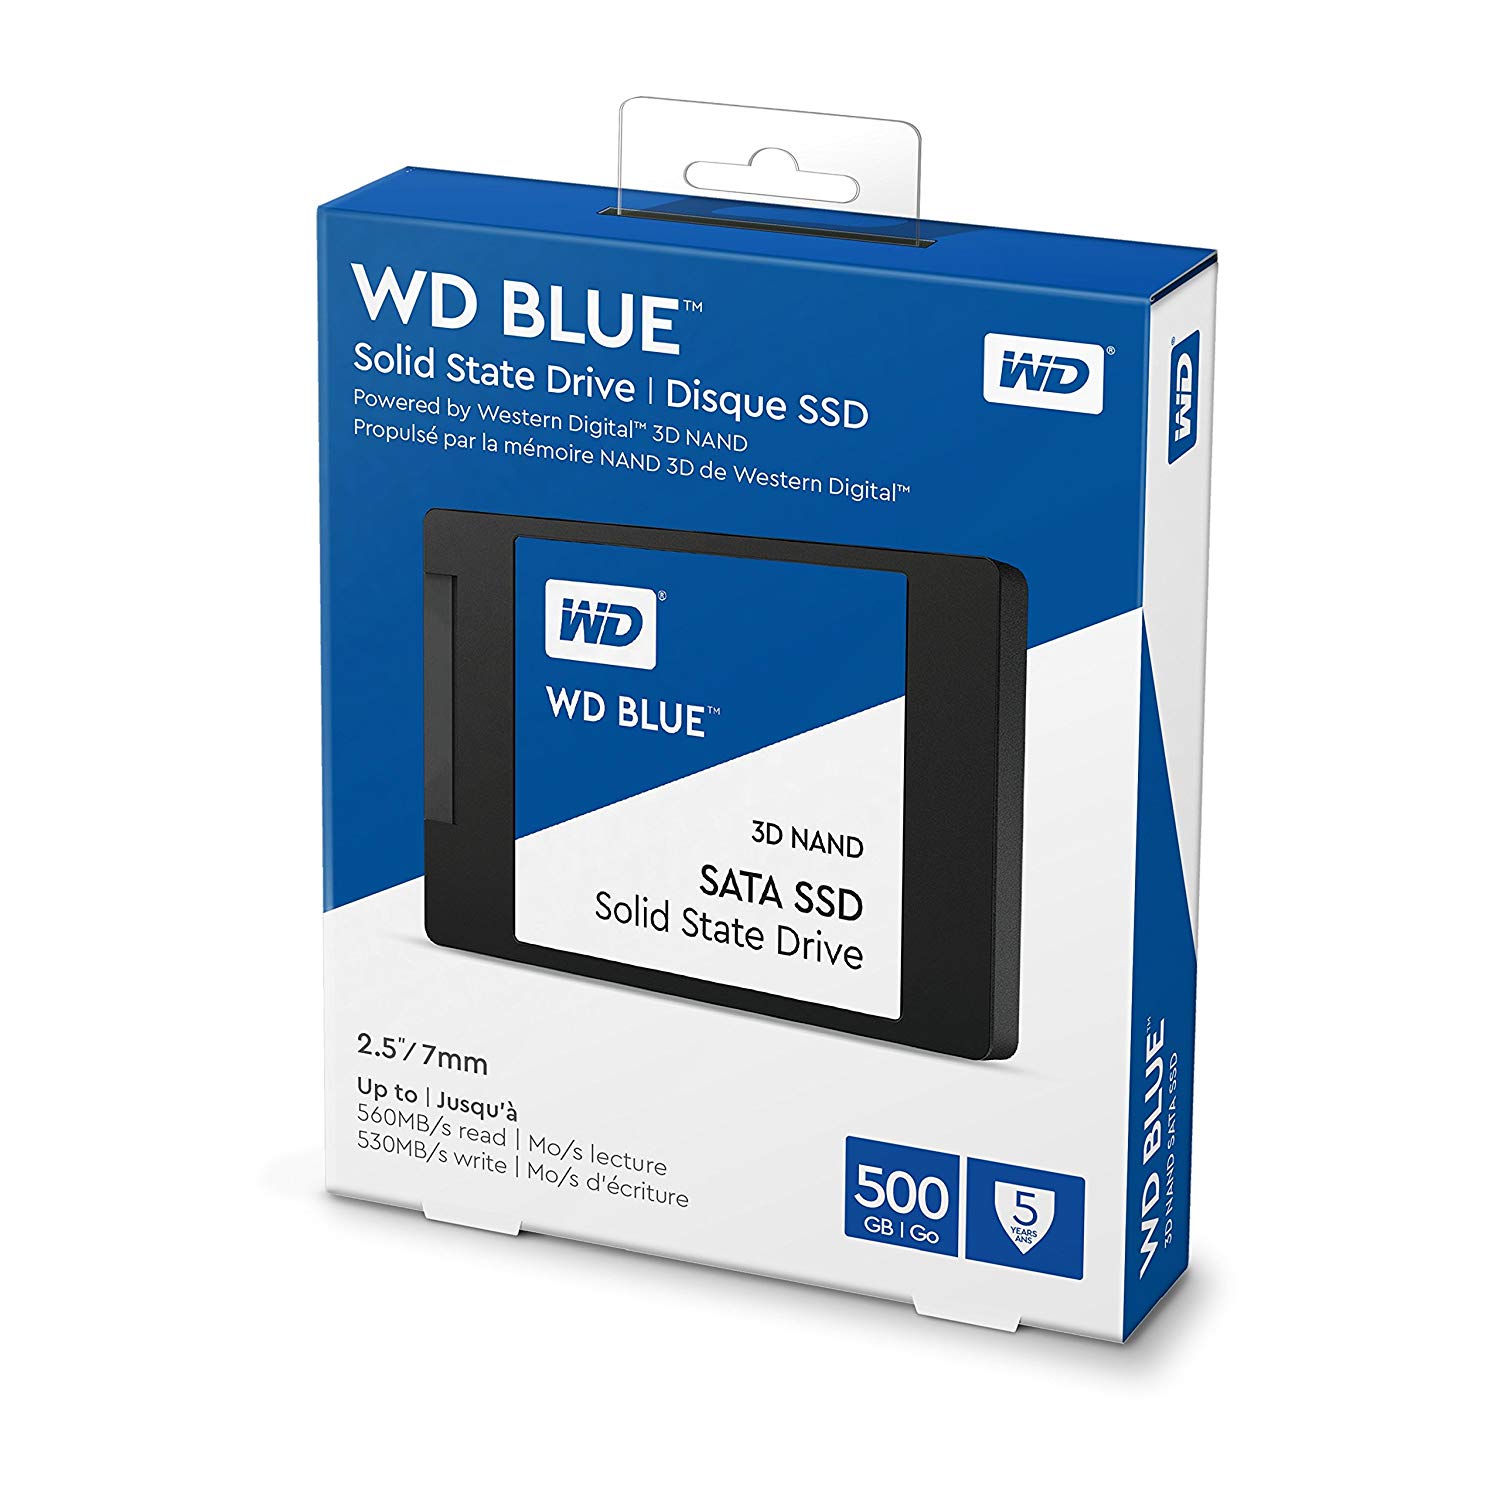 WD BLUE™
Solid State Drive | Disque SSD
Powered by Western Digital™ 3D NAND
Propulsé par la mémoire NAND 3D de Western Digital™
WD®
WD®
WD®
WD BLUE™
3D NAND
SATA SSD
Solid State Drive
2.5"/7mm
Up to | Jusqu'à
560MB/s read | Mo/s lecture
530MB/s write | Mo/s d'écriture
500
GB | Go
5
YEARS
ANS
WD BLUE™
3D NAND SATA SSD